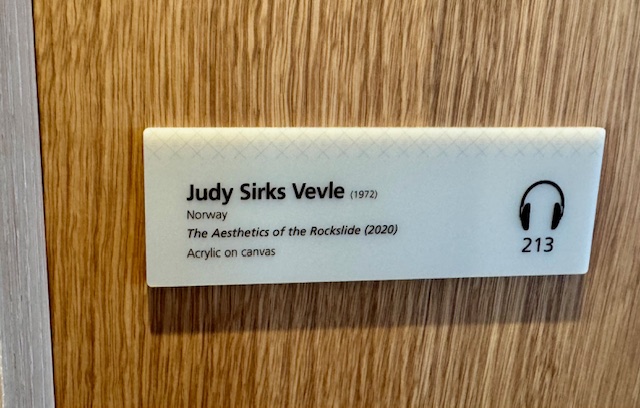 Judy Sirks Vevle (1972)
Norway
The Aesthetics of the Rockslide (2020)
Acrylic on canvas
213